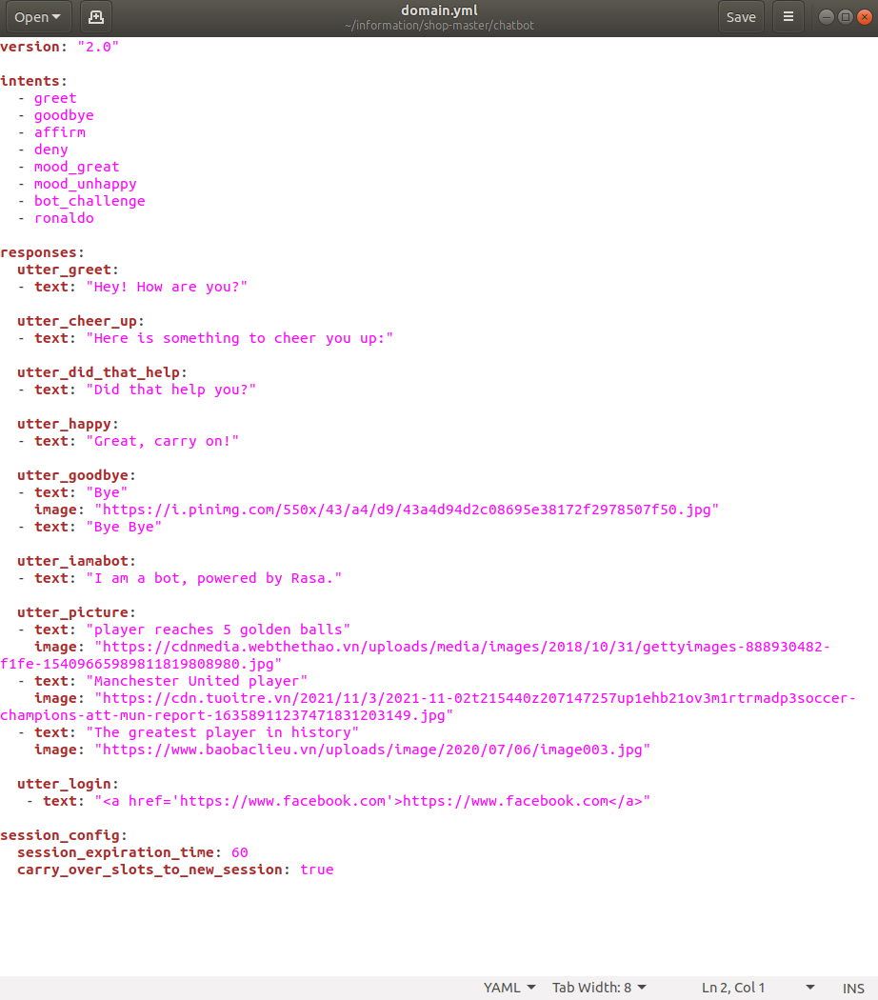 Open
domain.yml
~/information/shop-master/chatbot
Save
version: "2.0"

intents:
  - greet
  - goodbye
  - affirm
  - deny
  - mood_great
  - mood_unhappy
  - bot_challenge
  - ronaldo

responses:
  utter_greet:
  - text: "Hey! How are you?"

  utter_cheer_up:
  - text: "Here is something to cheer you up:"

  utter_did_that_help:
  - text: "Did that help you?"

  utter_happy:
  - text: "Great, carry on!"

  utter_goodbye:
  - text: "Bye"
    image: "https://i.pinimg.com/550x/43/a4/d9/43a4d94d2c08695e38172f2978507f50.jpg"
  - text: "Bye Bye"

  utter_iamabot:
  - text: "I am a bot, powered by Rasa."

  utter_picture:
  - text: "player reaches 5 golden balls"
    image: "https://cdnmedia.webthethao.vn/uploads/media/images/2018/10/31/gettyimages-888930482-
f1fe-15409665989811819808980.jpg"
  - text: "Manchester United player"
    image: "https://cdn.tuoitre.vn/2021/11/3/2021-11-02t215440z207147257up1ehb21ov3m1rtrmadp3soccer-
champions-att-mun-report-16358911237471831203149.jpg"
  - text: "The greatest player in history"
    image: "https://www.baobaclieu.vn/uploads/image/2020/07/06/image003.jpg"

  utter_login:
   - text: "<a href='https://www.facebook.com'>https://www.facebook.com</a>"

session_config:
  session_expiration_time: 60
  carry_over_slots_to_new_session: true
YAML Tab Width: 8 Ln 2, Col 1 INS